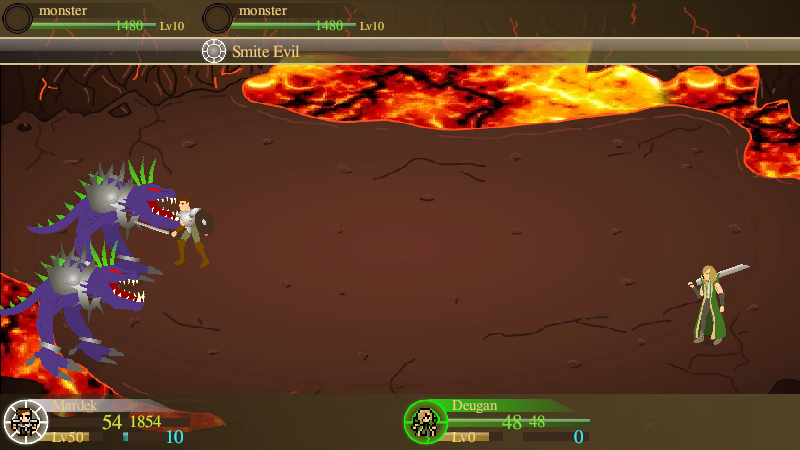 monster monster
1480 Lv10 1480 Lv10
Smite Evil
Mardek Deugan
54 1854 48 48
Lv50 10 Lv0 0